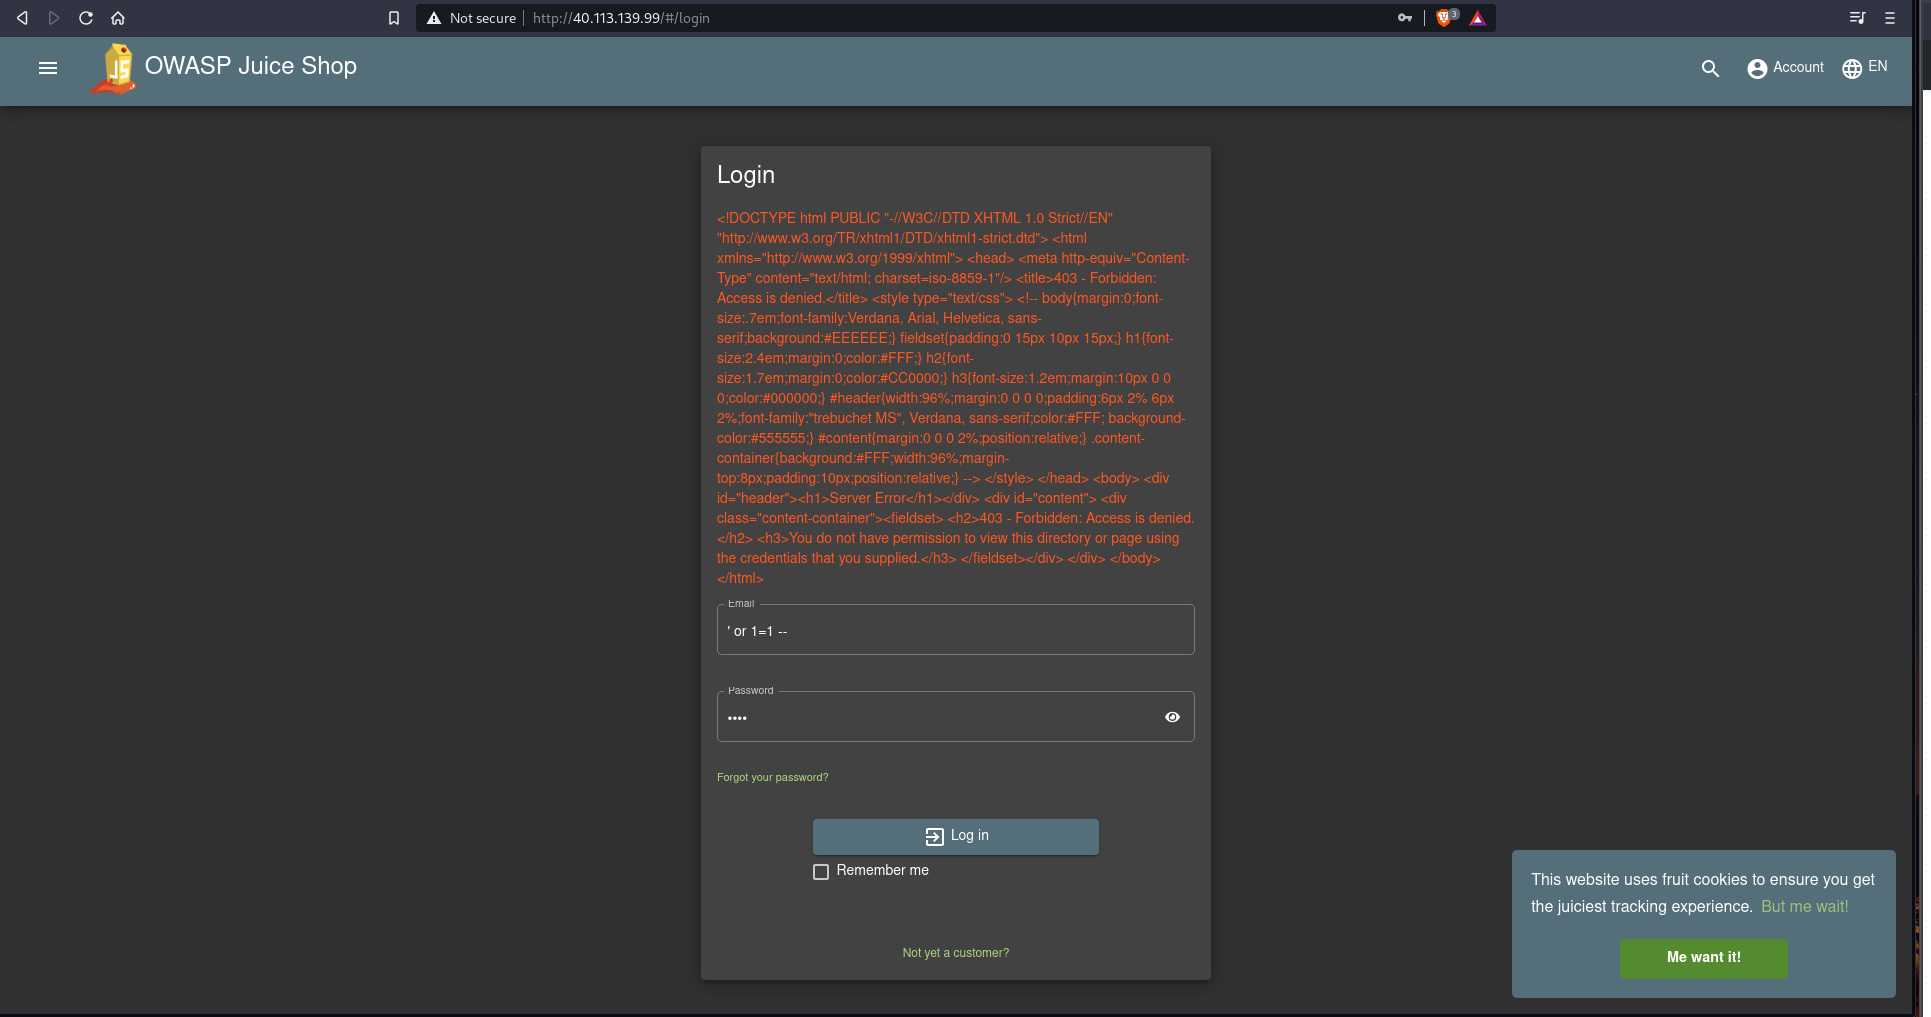 Not secure
http://40.113.139.99/#/login
3
JS
OWASP Juice Shop
Account
EN
Login
<!DOCTYPE html PUBLIC "-//W3C//DTD XHTML 1.0 Strict//EN"
"http://www.w3.org/TR/xhtml1/DTD/xhtml1-strict.dtd"> <html
xmlns="http://www.w3.org/1999/xhtml"> <head> <meta http-equiv="Content-
Type" content="text/html; charset=iso-8859-1"/> <title>403 - Forbidden:
Access is denied.</title> <style type="text/css"> <!-- body{margin:0;font-
size:.7em;font-family:Verdana, Arial, Helvetica, sans-
serif;background:#EEEEEE;} fieldset{padding:0 15px 10px 15px;} h1{font-
size:2.4em;margin:0;color:#FFF;} h2{font-
size:1.7em;margin:0;color:#CC0000;} h3{font-size:1.2em;margin:10px 0 0
0;color:#000000;} #header{width:96%;margin:0 0 0 0;padding:6px 2% 6px
2%;font-family:"trebuchet MS", Verdana, sans-serif;color:#FFF; background-
color:#555555;} #content{margin:0 0 0 2%;position:relative;} .content-
container{background:#FFF;width:96%;margin-
top:8px;padding:10px;position:relative;} --> </style> </head> <body> <div
id="header"><h1>Server Error</h1></div> <div id="content"> <div
class="content-container"><fieldset> <h2>403 - Forbidden: Access is denied.
</h2> <h3>You do not have permission to view this directory or page using
the credentials that you supplied.</h3> </fieldset></div> </div> </body>
</html>
Email
' or 1=1 --
Password
••••
Forgot your password?
Log in
Remember me
Not yet a customer?
This website uses fruit cookies to ensure you get
the juiciest tracking experience. But me wait!
Me want it!